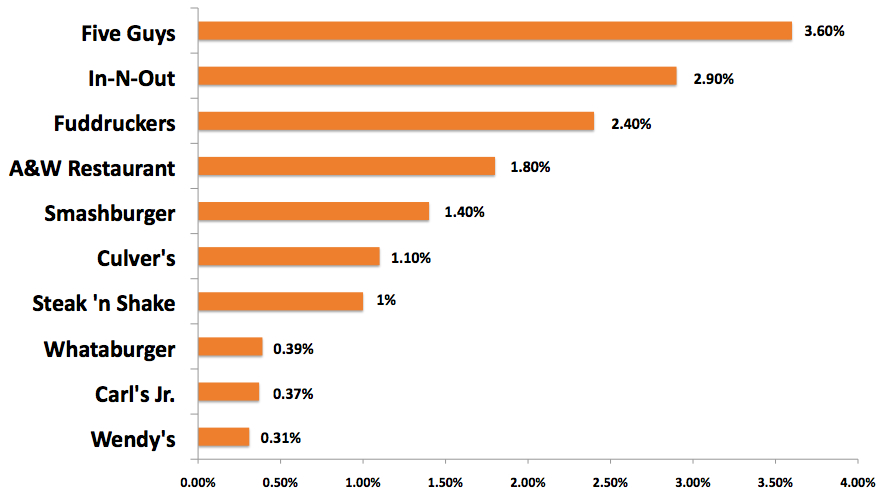 Five Guys 3.60%
In-N-Out 2.90%
Fuddruckers 2.40%
A&W Restaurant 1.80%
Smashburger 1.40%
Culver's 1.10%
Steak 'n Shake 1%
Whataburger 0.39%
Carl's Jr. 0.37%
Wendy's 0.31%
0.00% 0.50% 1.00% 1.50% 2.00% 2.50% 3.00% 3.50% 4.00%